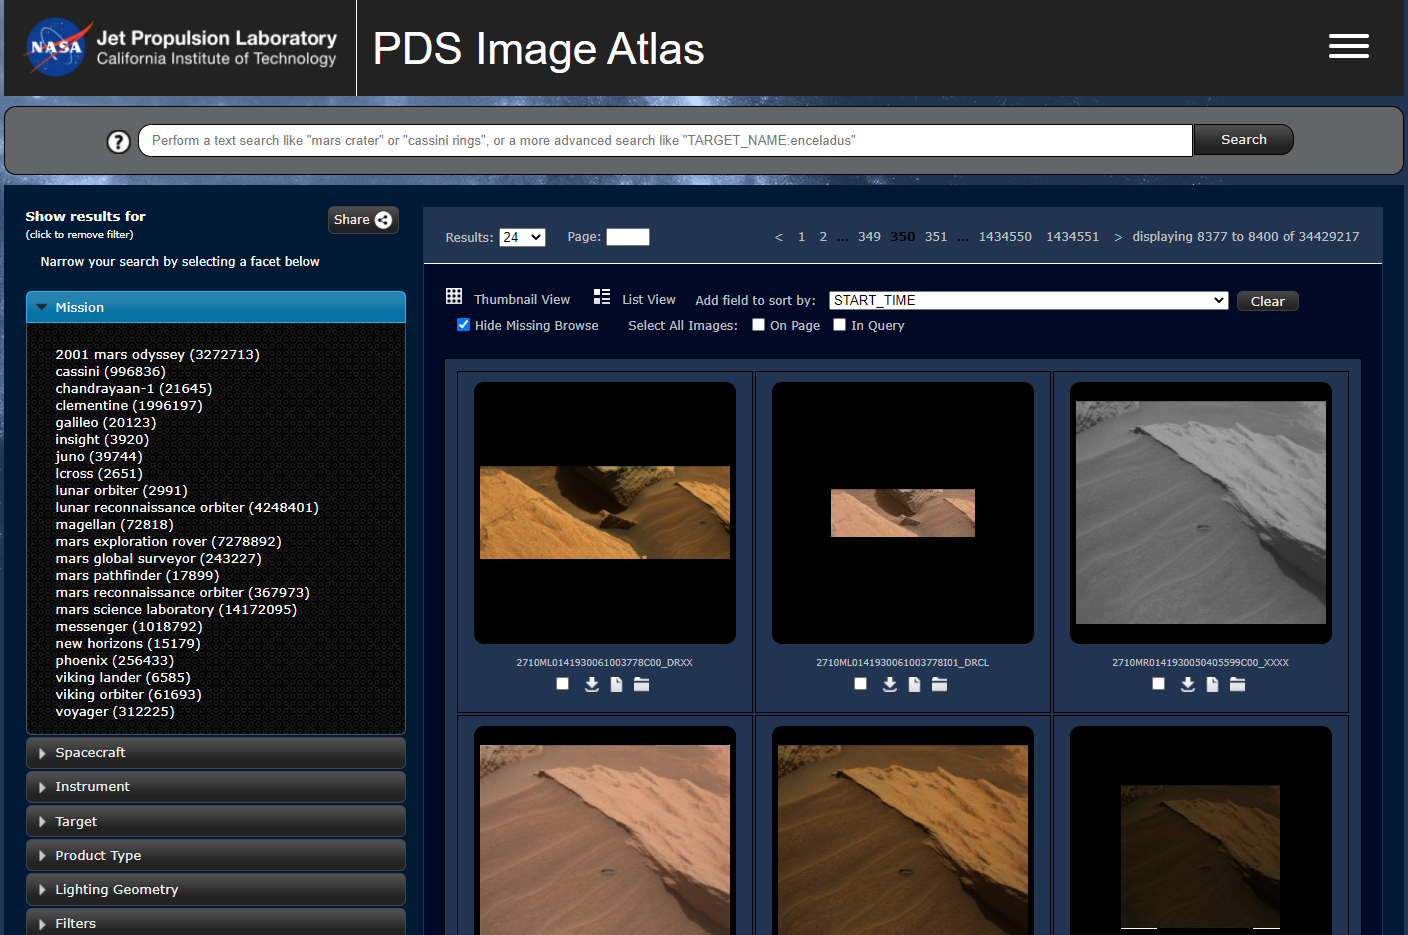 NASA
Jet Propulsion Laboratory
California Institute of Technology
PDS Image Atlas
?
Perform a text search like "mars crater" or "cassini rings", or a more advanced search like "TARGET_NAME:enceladus"
Search
Show results for
(click to remove filter)
Share
Narrow your search by selecting a facet below
Mission
2001 mars odyssey (3272713)
cassini (996836)
chandrayaan-1 (21645)
clementine (1996197)
galileo (20123)
insight (3920)
juno (39744)
lcross (2651)
lunar orbiter (2991)
lunar reconnaissance orbiter (4248401)
magellan (72818)
mars exploration rover (7278892)
mars global surveyor (243227)
mars pathfinder (17899)
mars reconnaissance orbiter (367973)
mars science laboratory (14172095)
messenger (1018792)
new horizons (15179)
phoenix (256433)
viking lander (6585)
viking orbiter (61693)
voyager (312225)
Spacecraft
Instrument
Target
Product Type
Lighting Geometry
Filters
Results: 24 Page: < 1 2 ... 349 350 351 ... 1434550 1434551 > displaying 8377 to 8400 of 34429217
Thumbnail View List View Add field to sort by: START_TIME Clear
Hide Missing Browse Select All Images: On Page In Query
2710ML0141930061003778C00_DRXX
2710ML0141930061003778I01_DRCL
2710MR0141930050405599C00_XXXX